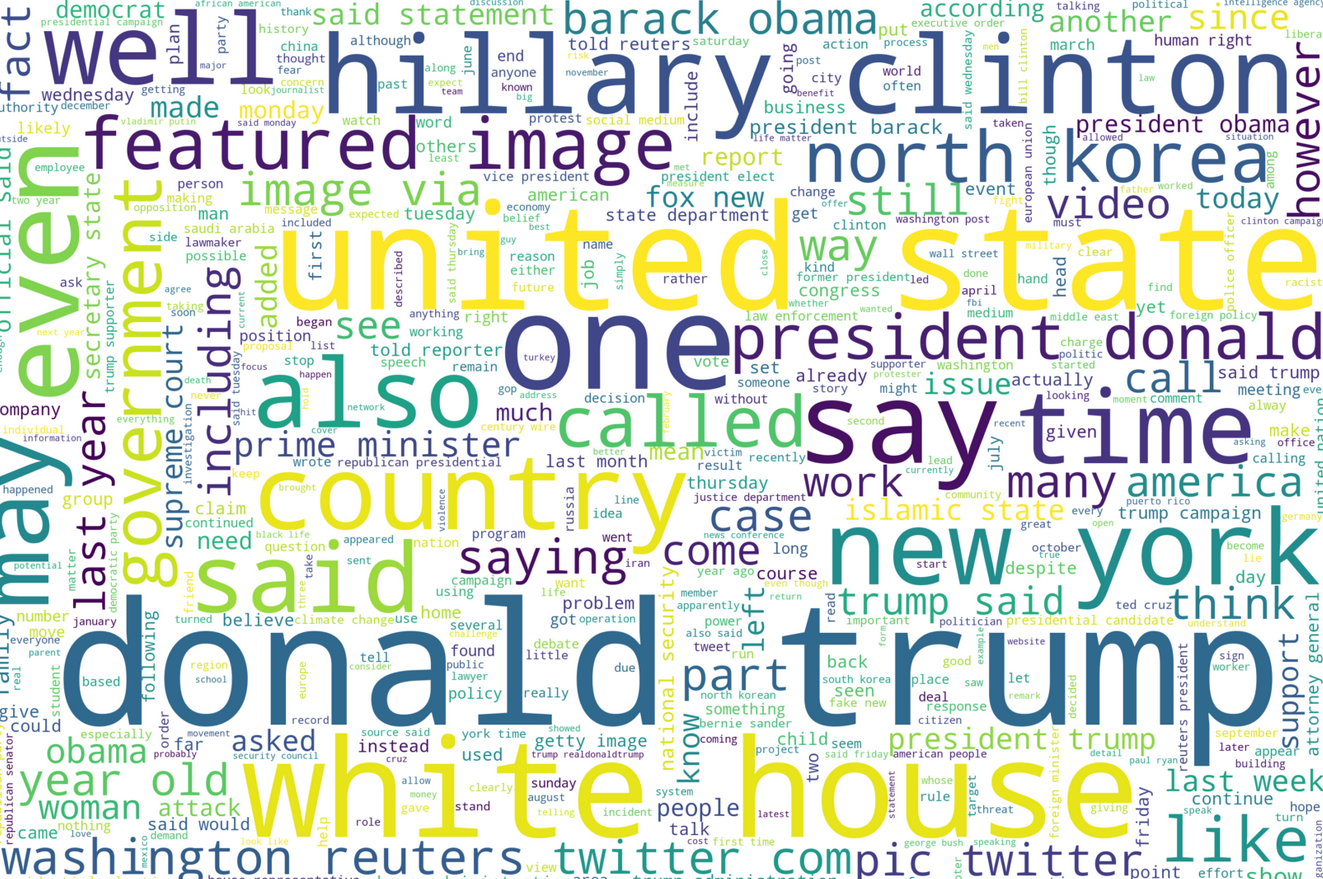 democrat
presidential campaign
african american
thank
said statement
barack obama
put
according
talking
political
intelligence agency
another
since
libera
fact
well
plan
party
major
history
china
thought
fear
concern
although
told reuters
saturday
action
process
executive order
march
human right
hillary clinton
end
anyone
known
big
november
risk
going
post
city
benefit
world
often
men
bill clinton
law
however
wednesday
getting
made
monday
look
journalist
past
along
expect
team
june
include
business
said wednesday
authority
december
likely
vladimir putin
said monday
watch
word
protest
social medium
president barack
life matter
taken
president obama
allowed
situation
featured image
others
least
met
report
north korea
though
among
employee
two year
even
person
making
image via
vice president
president elect
measure
american
fox new
change
offer
still
event
european union
fight
video
father
worked
today
opposition
man
message
expected
tuesday
economy
belief
best
state department
get
clinton
washington post
must
clinton campaign
side
saudi arabia
lawmaker
possible
included
first
united state
guy
reason
either
future
bring
name
job
simply
rather
close
way
kind
former president
led
congress
whether
wanted
wall street
done
april
fbi
medium
hand
head
military
clear
find
yet
police officer
racist
official said
secretary state
government
ask
agree
taking
soon
current
added
described
said thursday
law enforcement
middle east
foreign policy
trump supporter
next year
including
position
began
list
anything
see
working
right
one
turkey
president donald
proposal
told reporter
vote
set
someone
already
story
supporter
protester
might
washington
issue
politic
started
actually
charge
true
call
said trump
supreme court
death
never
focus
stop
happen
speech
remain
gop
address
decision
without
looking
moment
comment
meeting
eve
company
individual
information
last year
everything
investigation
said tuesday
hit
also
hold
network
cover
much
century wire
called
february
say
second
time
given
recent
july
alway
make
asking
office
calling
prime minister
wrote
republican presidential
last month
better
mean
victim
result
recently
lead
currently
united nation
may
happened
group
claim
continued
keep
brought
country
violence
russia
line
idea
thursday
justice department
work
community
many
america
puerto rico
islamic state
every
trump campaign
germany
need
black life
question
appeared
nation
program
saying
went
iran
case
news conference
come
long
great
open
new york
start
october
despite
become
lie
day
potential
matter
democratic party
said
take
sent
three
friend
campaign
using
want
life
year ago
course
even though
return
number
move
january
turned
believe
climate change
use
home
several
challenge
problem
got
operation
member
apparently
power
also said
tweet
run
left
read
trump said
important
politician
presidential candidate
ted cruz
think
understand
everyone
parent
real
family
student
based
following
region
school
europe
donald trump
tell
consider
found
public
lawyer
policy
debate
little
really
due
national security
part
north korean
something
bernie sander
back
south korea
seen
fake new
good
place
saw
deal
response
citizen
form
example
website
let
remark
decided
sign
worker
support
attorney general
give
could
especially
obama
far
order
movement
probably
asked
security council
record
source said
instead
cruz
york time
used
showed
getty image
trump realdonaldtrump
know
coming
child
project
seem
two
said friday
president trump
american people
detail
paul ryan
reuters president
september
later
appear
building
republican senator
year old
woman
attack
white house
allow
money
gave
clearly
stand
sunday
august
telling
incident
system
people
latest
statement
whose
rule
target
threat
foreign minister
giving
friday
last week
continue
hope
speak
turn
came
nothing
love
said would
demand
mexico
look like
help
role
talk
cost
first time
george bush
speaking
like
washington reuters
view
twitter com
pic twitter
point
effort
show